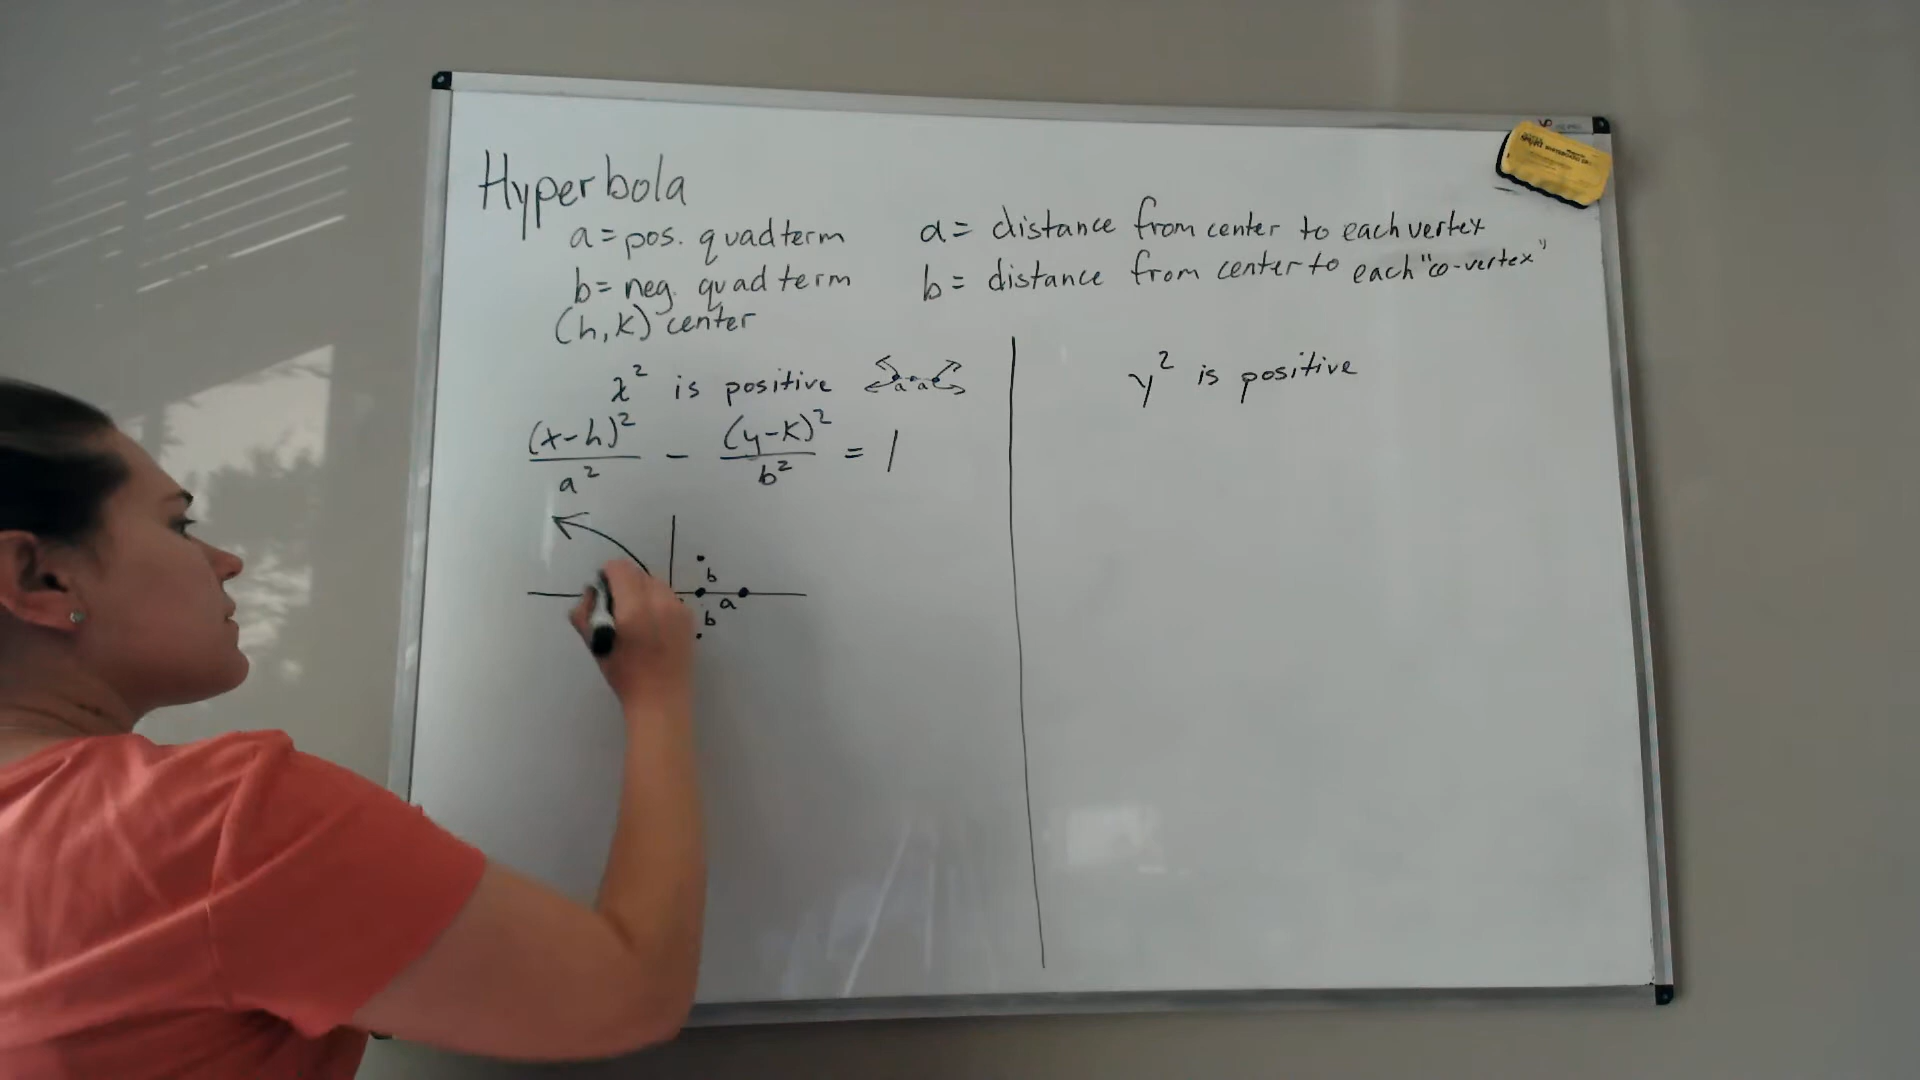 Hyperbola
a = pos. quad term
b = neg. quad term
(h, k) center
a = distance from center to each vertex
b = distance from center to each "co-vertex"
x² is positive
a a
(x-h)²/a² - (y-k)²/b² = 1
b
a
b
y² is positive